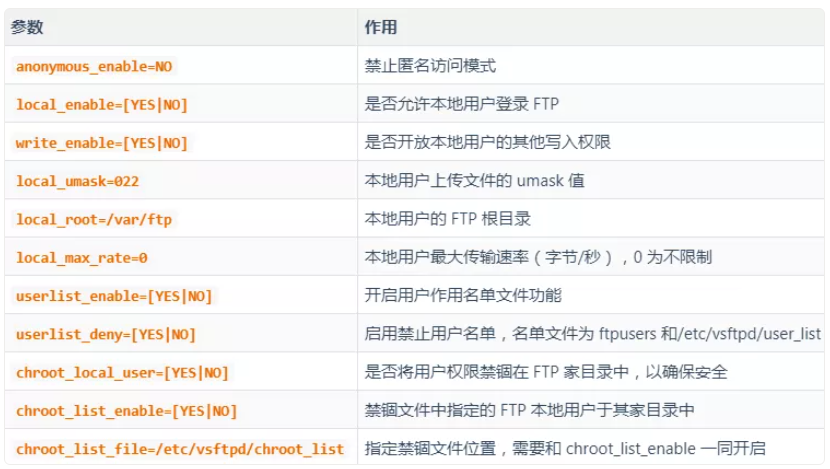 参数 作用
anonymous_enable=NO 禁止匿名访问模式
local_enable=[YES|NO] 是否允许本地用户登录 FTP
write_enable=[YES|NO] 是否开放本地用户的其他写入权限
local_umask=022 本地用户上传文件的 umask 值
local_root=/var/ftp 本地用户的 FTP 根目录
local_max_rate=0 本地用户最大传输速率（字节/秒），0 为不限制
userlist_enable=[YES|NO] 开启用户作用名单文件功能
userlist_deny=[YES|NO] 启用禁止用户名单，名单文件为 ftpusers 和/etc/vsftpd/user_list
chroot_local_user=[YES|NO] 是否将用户权限禁锢在 FTP 家目录中，以确保安全
chroot_list_enable=[YES|NO] 禁锢文件中指定的 FTP 本地用户于其家目录中
chroot_list_file=/etc/vsftpd/chroot_list 指定禁锢文件位置，需要和 chroot_list_enable 一同开启